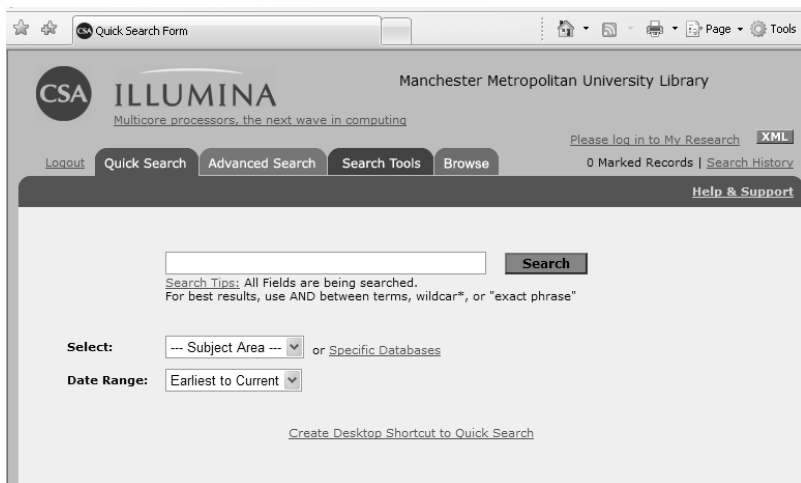 CSA Quick Search Form Page Tools
CSA ILLUMINA Manchester Metropolitan University Library
Multicore processors, the next wave in computing
Please log in to My Research XML
Logout Quick Search Advanced Search Search Tools Browse 0 Marked Records | Search History
Help & Support
Search
Search Tips: All Fields are being searched.
For best results, use AND between terms, wildcar*, or "exact phrase"
Select: --- Subject Area --- or Specific Databases
Date Range: Earliest to Current
Create Desktop Shortcut to Quick Search